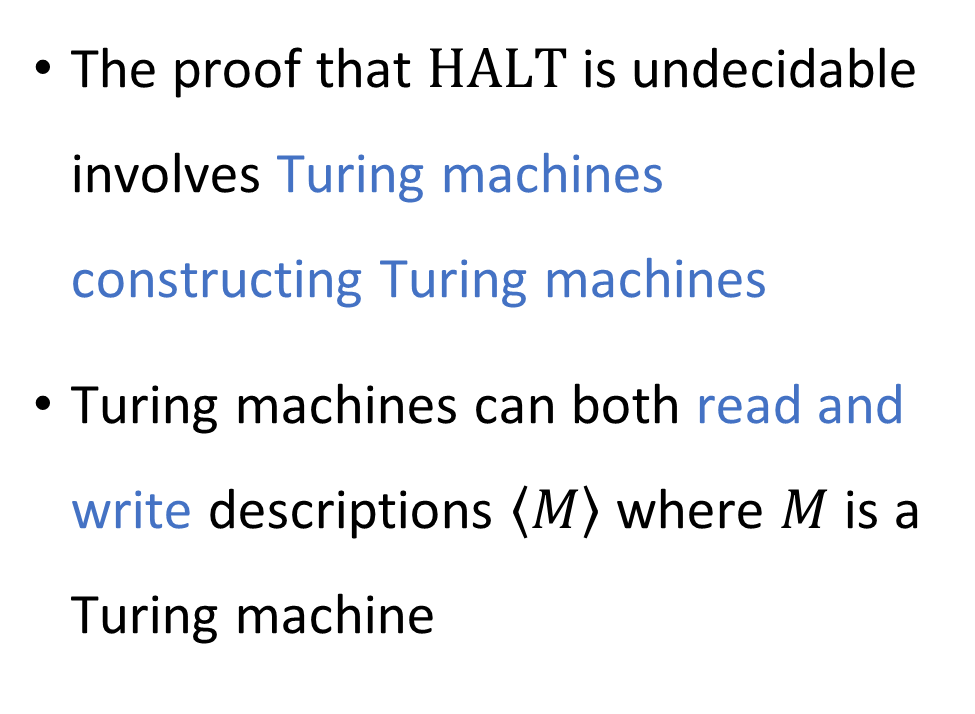 • The proof that HALT is undecidable
involves Turing machines
constructing Turing machines
• Turing machines can both read and
write descriptions ⟨𝑀⟩ where 𝑀 is a
Turing machine